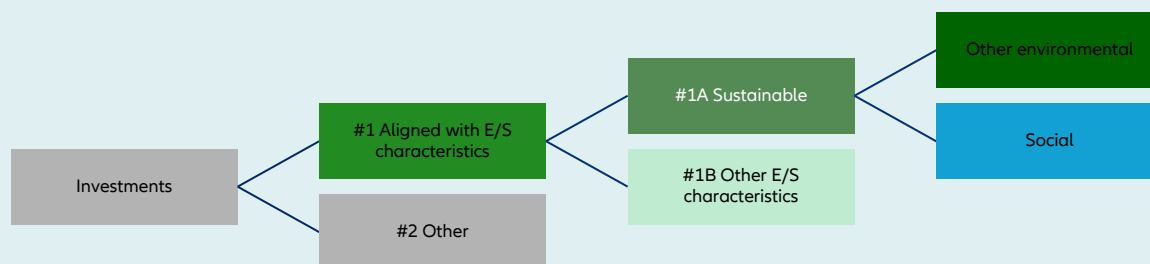 Investments
#1 Aligned with E/S
characteristics
#2 Other
#1A Sustainable
#1B Other E/S
characteristics
Other environmental
Social